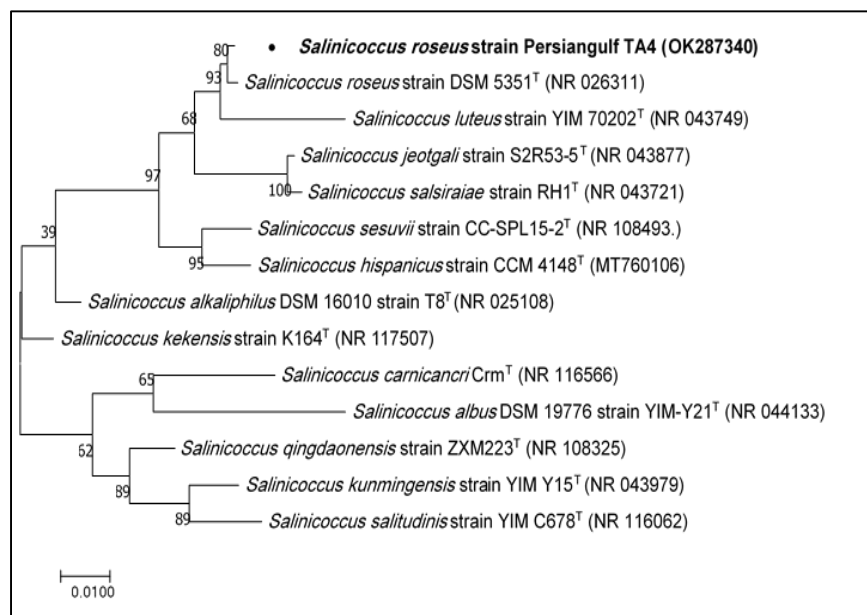 80 • Salinicoccus roseus strain Persiangulf TA4 (OK287340)
93 Salinicoccus roseus strain DSM 5351ᵀ (NR 026311)
68 Salinicoccus luteus strain YIM 70202ᵀ (NR 043749)
Salinicoccus jeotgali strain S2R53-5ᵀ (NR 043877)
97 100 Salinicoccus salsiraiae strain RH1ᵀ (NR 043721)
39 Salinicoccus sesuvii strain CC-SPL15-2ᵀ (NR 108493.)
95 Salinicoccus hispanicus strain CCM 4148ᵀ (MT760106)
Salinicoccus alkaliphilus DSM 16010 strain T8ᵀ (NR 025108)
Salinicoccus kekensis strain K164ᵀ (NR 117507)
65 Salinicoccus carnicancri Crmᵀ (NR 116566)
Salinicoccus albus DSM 19776 strain YIM-Y21ᵀ (NR 044133)
62 Salinicoccus qingdaonensis strain ZXM223ᵀ (NR 108325)
89 Salinicoccus kunmingensis strain YIM Y15ᵀ (NR 043979)
89 Salinicoccus salitudinis strain YIM C678ᵀ (NR 116062)
0.0100